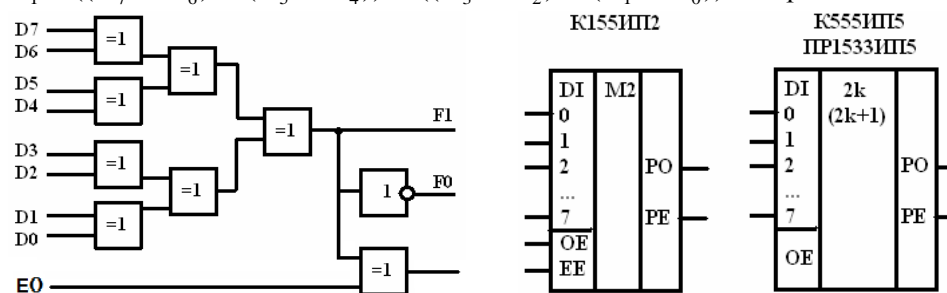 К155ИП2
К555ИП5
ПР1533ИП5
D7
D6
=1
=1
D5
D4
=1
=1
F1
D3
D2
=1
=1
1
F0
D1
D0
=1
=1
E0
DI M2
0
1
2
...
7
OE
EE
PO
PE
DI 2k
0 (2k+1)
1
2
...
7
OE
PO
PE